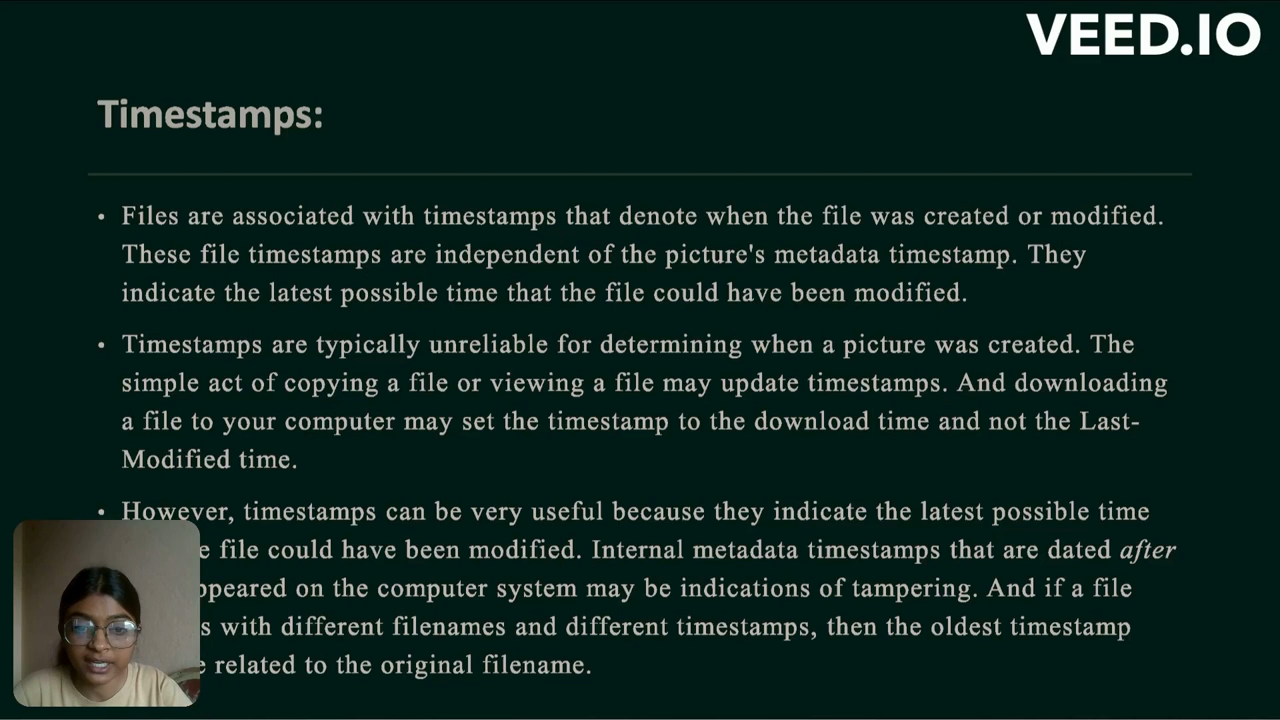 VEED.IO
Timestamps:
• Files are associated with timestamps that denote when the file was created or modified.
These file timestamps are independent of the picture's metadata timestamp. They
indicate the latest possible time that the file could have been modified.
• Timestamps are typically unreliable for determining when a picture was created. The
simple act of copying a file or viewing a file may update timestamps. And downloading
a file to your computer may set the timestamp to the download time and not the Last-
Modified time.
• However, timestamps can be very useful because they indicate the latest possible time
file could have been modified. Internal metadata timestamps that are dated after
on the computer system may be indications of tampering. And if a file
with different filenames and different timestamps, then the oldest timestamp
related to the original filename.